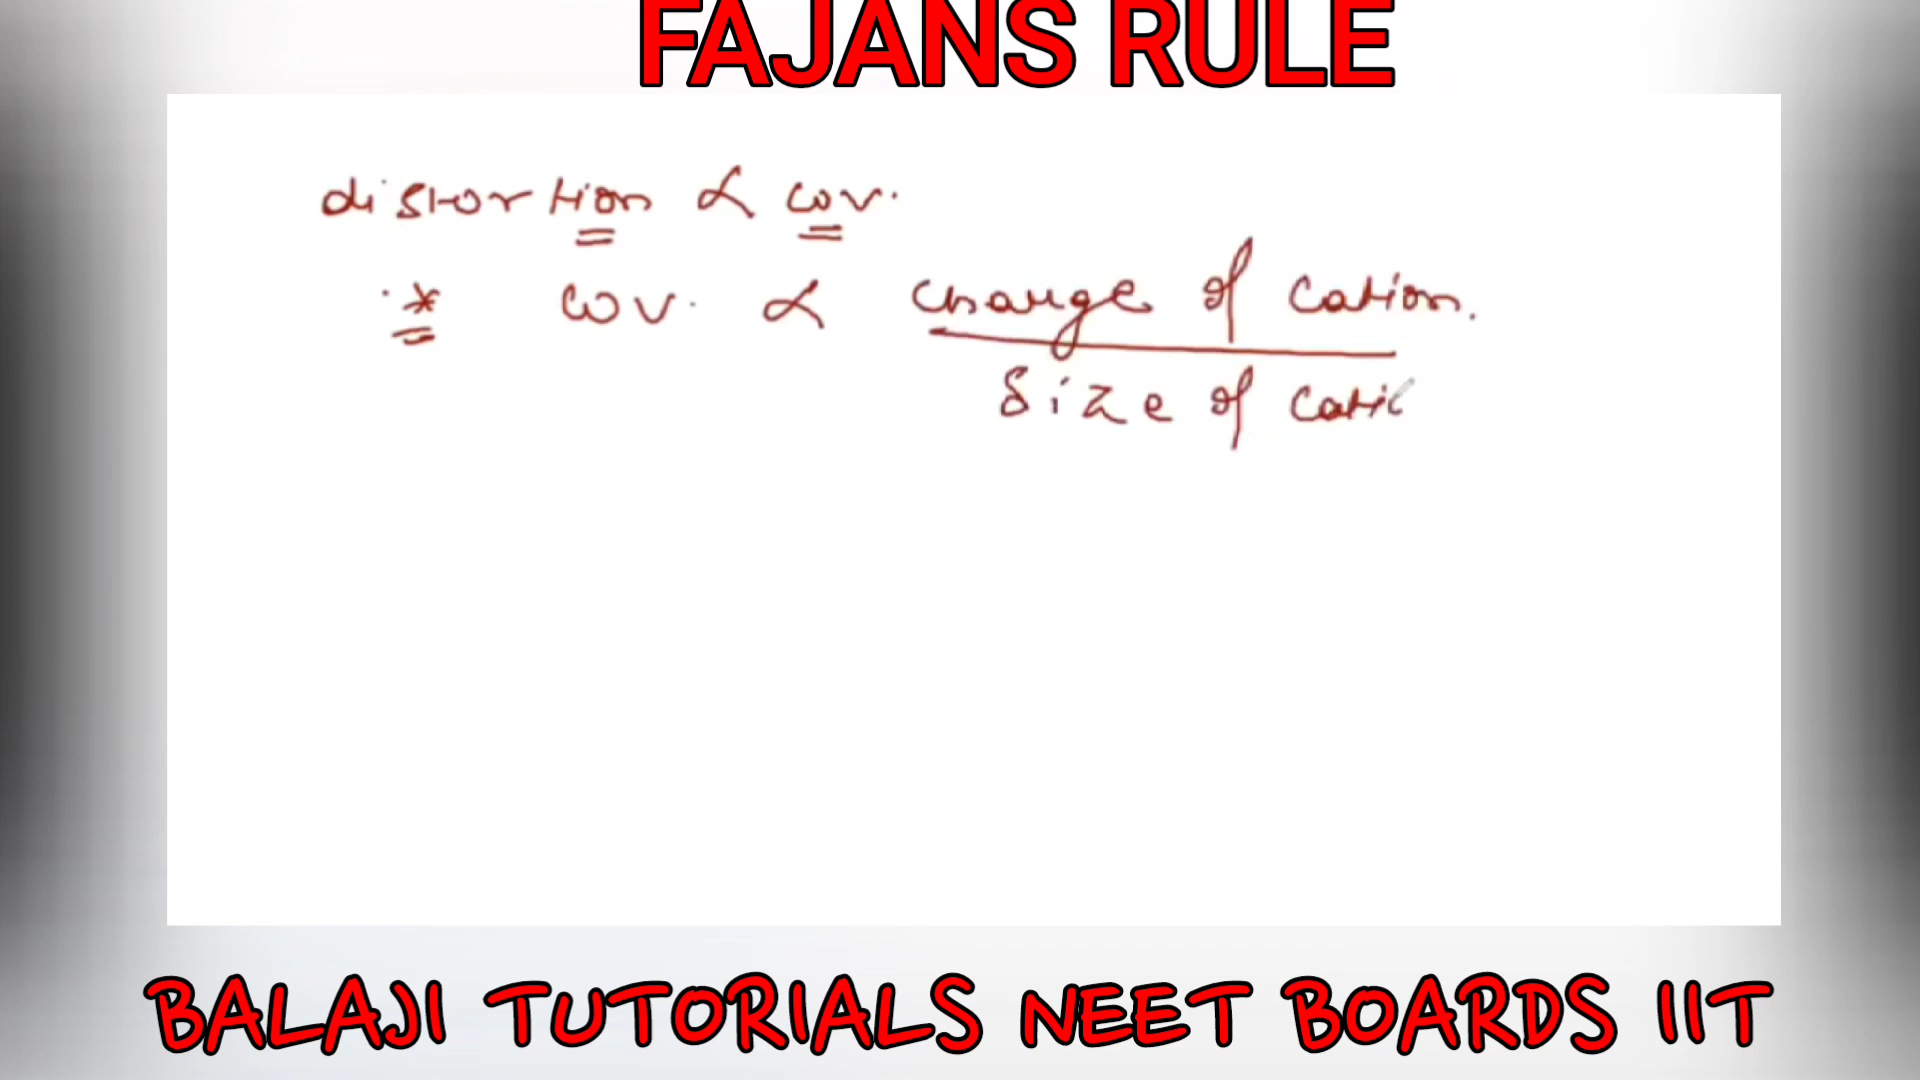 FAJANS RULE
distortion ∝ cov.
* cov. ∝ charge of cation.
Size of catic
BALAJI TUTORIALS NEET BOARDS IIT